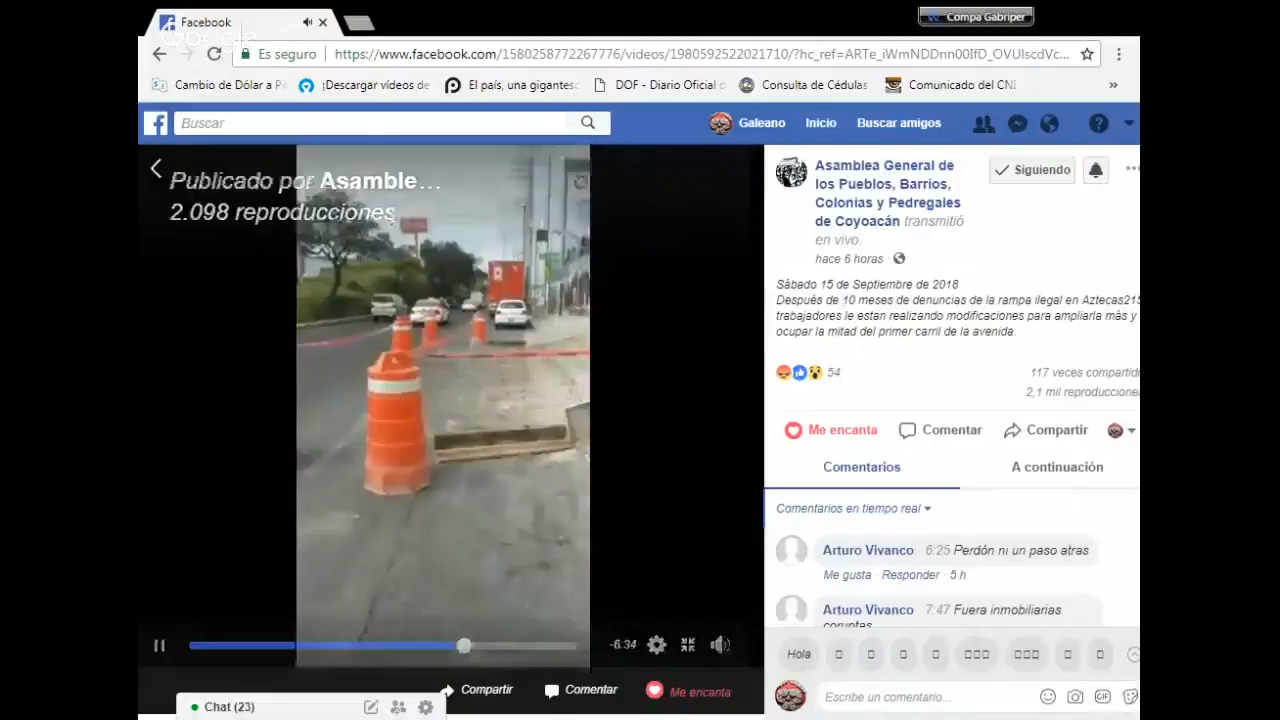 Facebook
Compa Gabriper
Google
Es seguro
https://www.facebook.com/1580258772267776/videos/1980592522021710/?hc_ref=ARTe_iWmNDDnn00IfD_OVUlscdVc...
Cambio de Dólar a Pe
¡Descargar vídeos de
El país, una gigantesc
DOF - Diario Oficial d
Consulta de Cédulas
Comunicado del CNI
»
Buscar
Galeano
Inicio
Buscar amigos
Publicado por Asamble...
2.098 reproducciones
Asamblea General de
los Pueblos, Barrios,
Colonias y Pedregales
de Coyoacán transmitió
en vivo.
hace 6 horas
Siguiendo
Sábado 15 de Septiembre de 2018
Después de 10 meses de denuncias de la rampa ilegal en Aztecas215
trabajadores le estan realizando modificaciones para ampliarla más y
ocupar la mitad del primer carril de la avenida.
54
117 veces compartido
2,1 mil reproducciones
Me encanta
Comentar
Compartir
Comentarios
A continuación
Comentarios en tiempo real
Arturo Vivanco 6:25 Perdón ni un paso atras
Me gusta · Responder · 5 h
Arturo Vivanco 7:47 Fuera inmobiliarias
corruptas
-6.34
Hola
Compartir
Comentar
Me encanta
Escribe un comentario...
GIF
Chat (23)